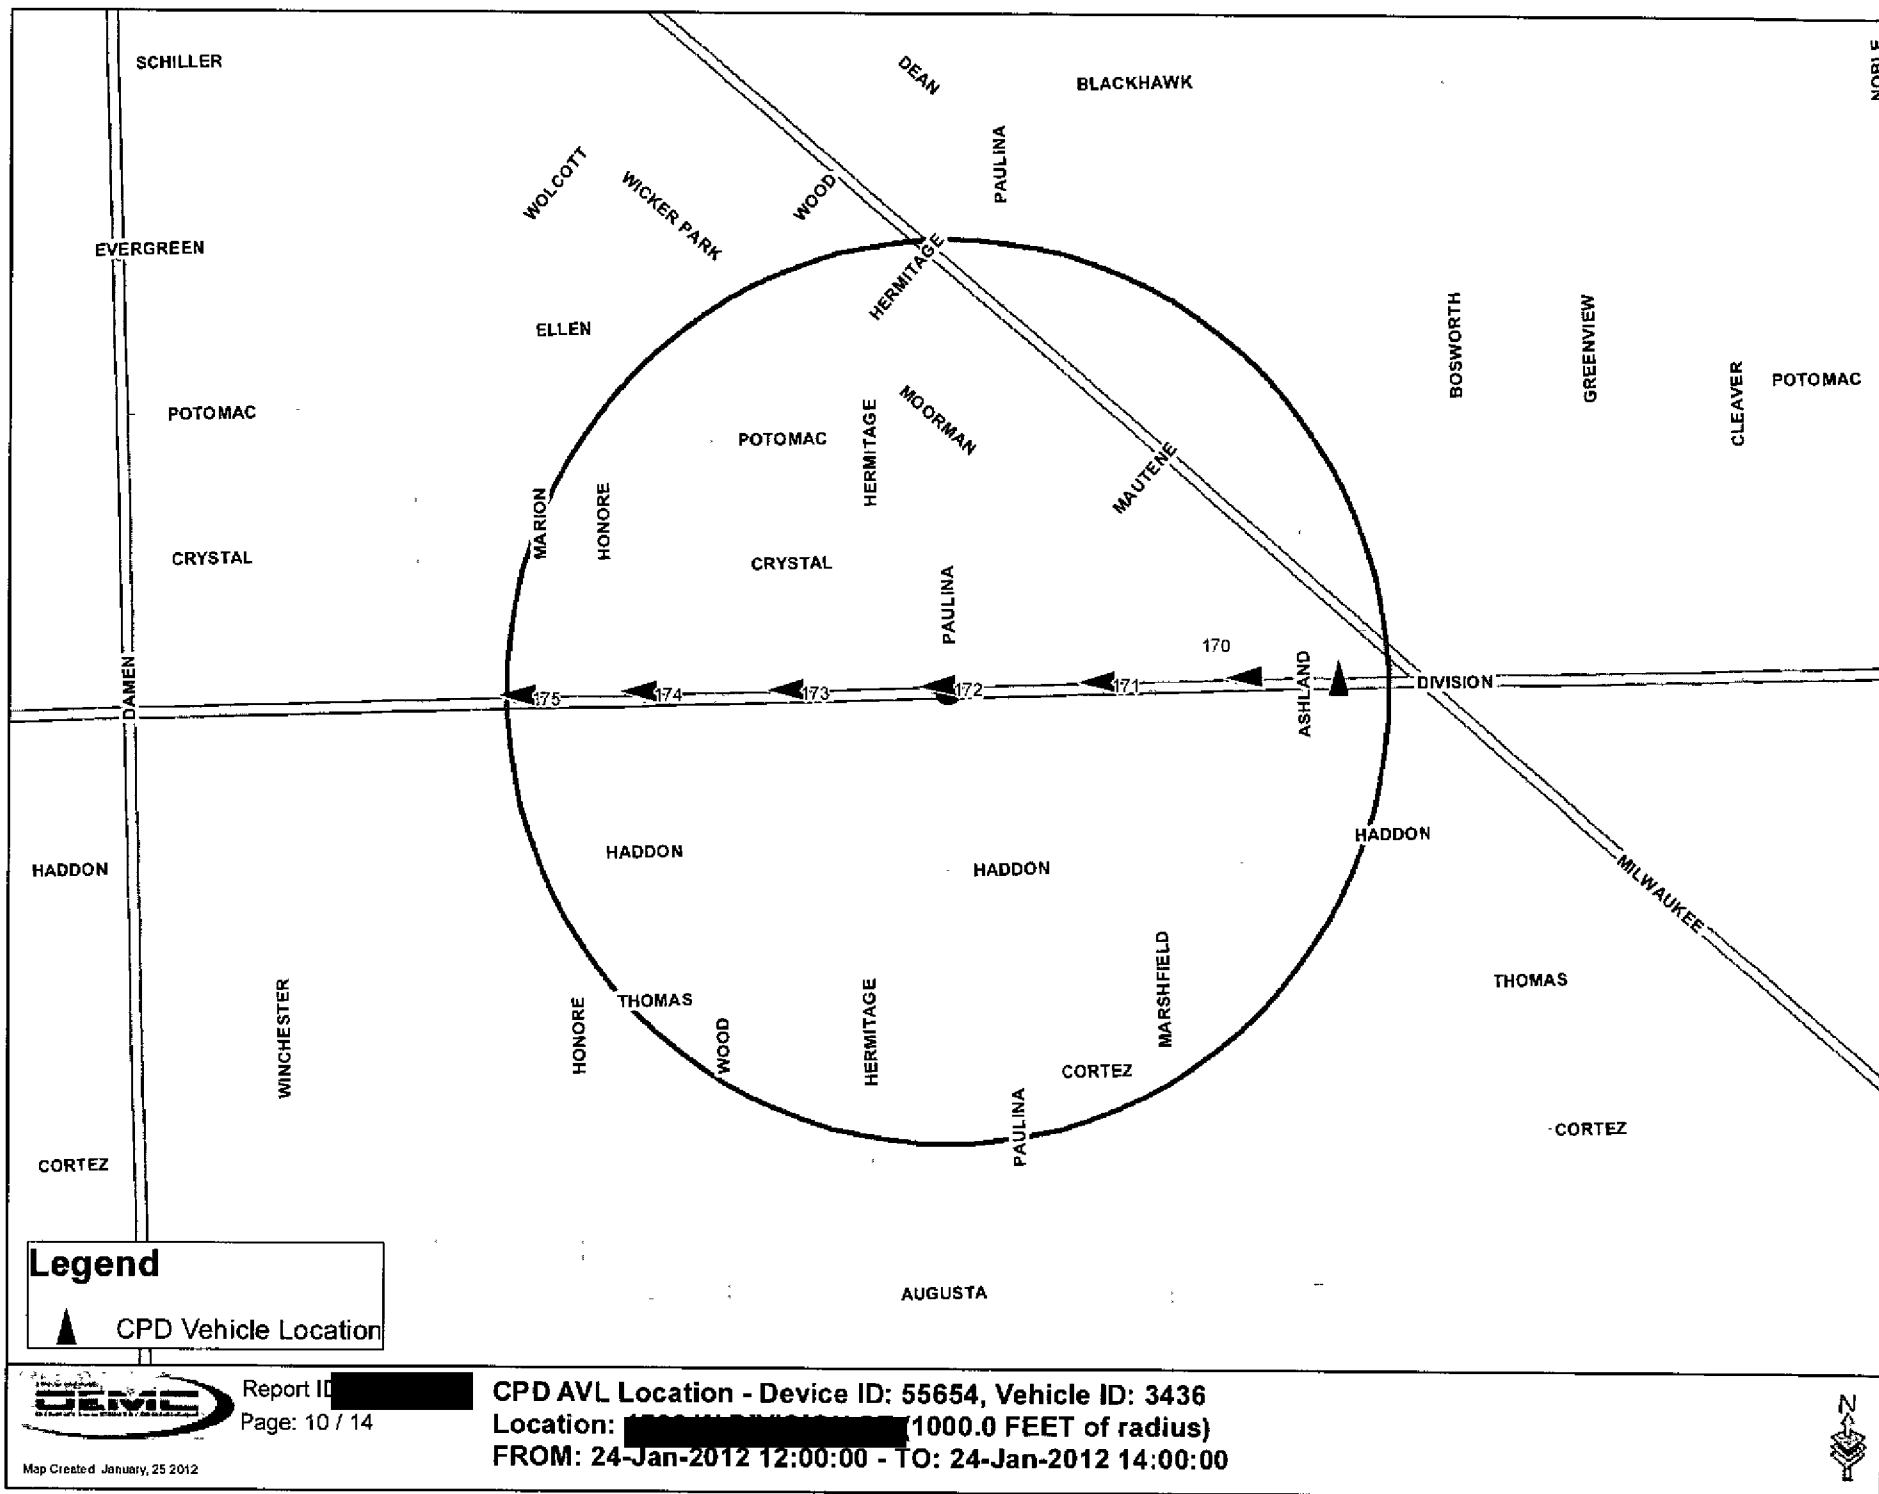 SCHILLER
DEAN
BLACKHAWK
NOBLE
PAULINA
WOLCOTT
WICKER PARK
WOOD
EVERGREEN
HERMITAGE
ELLEN
BOSWORTH
GREENVIEW
CLEAVER
POTOMAC
POTOMAC
POTOMAC
HERMITAGE
MOORMAN
MAUTENE
MARION
HONORE
CRYSTAL
CRYSTAL
PAULINA
170
DAMEN
175
174
173
172
171
ASHLAND
DIVISION
HADDON
HADDON
HADDON
HADDON
MILWAUKEE
WINCHESTER
HONORE
THOMAS
WOOD
HERMITAGE
MARSHFIELD
THOMAS
CORTEZ
PAULINA
CORTEZ
CORTEZ
AUGUSTA
Legend
CPD Vehicle Location
OEMC
Report ID
Page: 10 / 14
Map Created January, 25 2012
CPD AVL Location - Device ID: 55654, Vehicle ID: 3436
Location: (1000.0 FEET of radius)
FROM: 24-Jan-2012 12:00:00 - TO: 24-Jan-2012 14:00:00
N